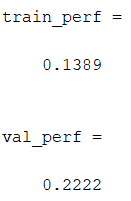 train_perf =
0.1389
val_perf =
0.2222